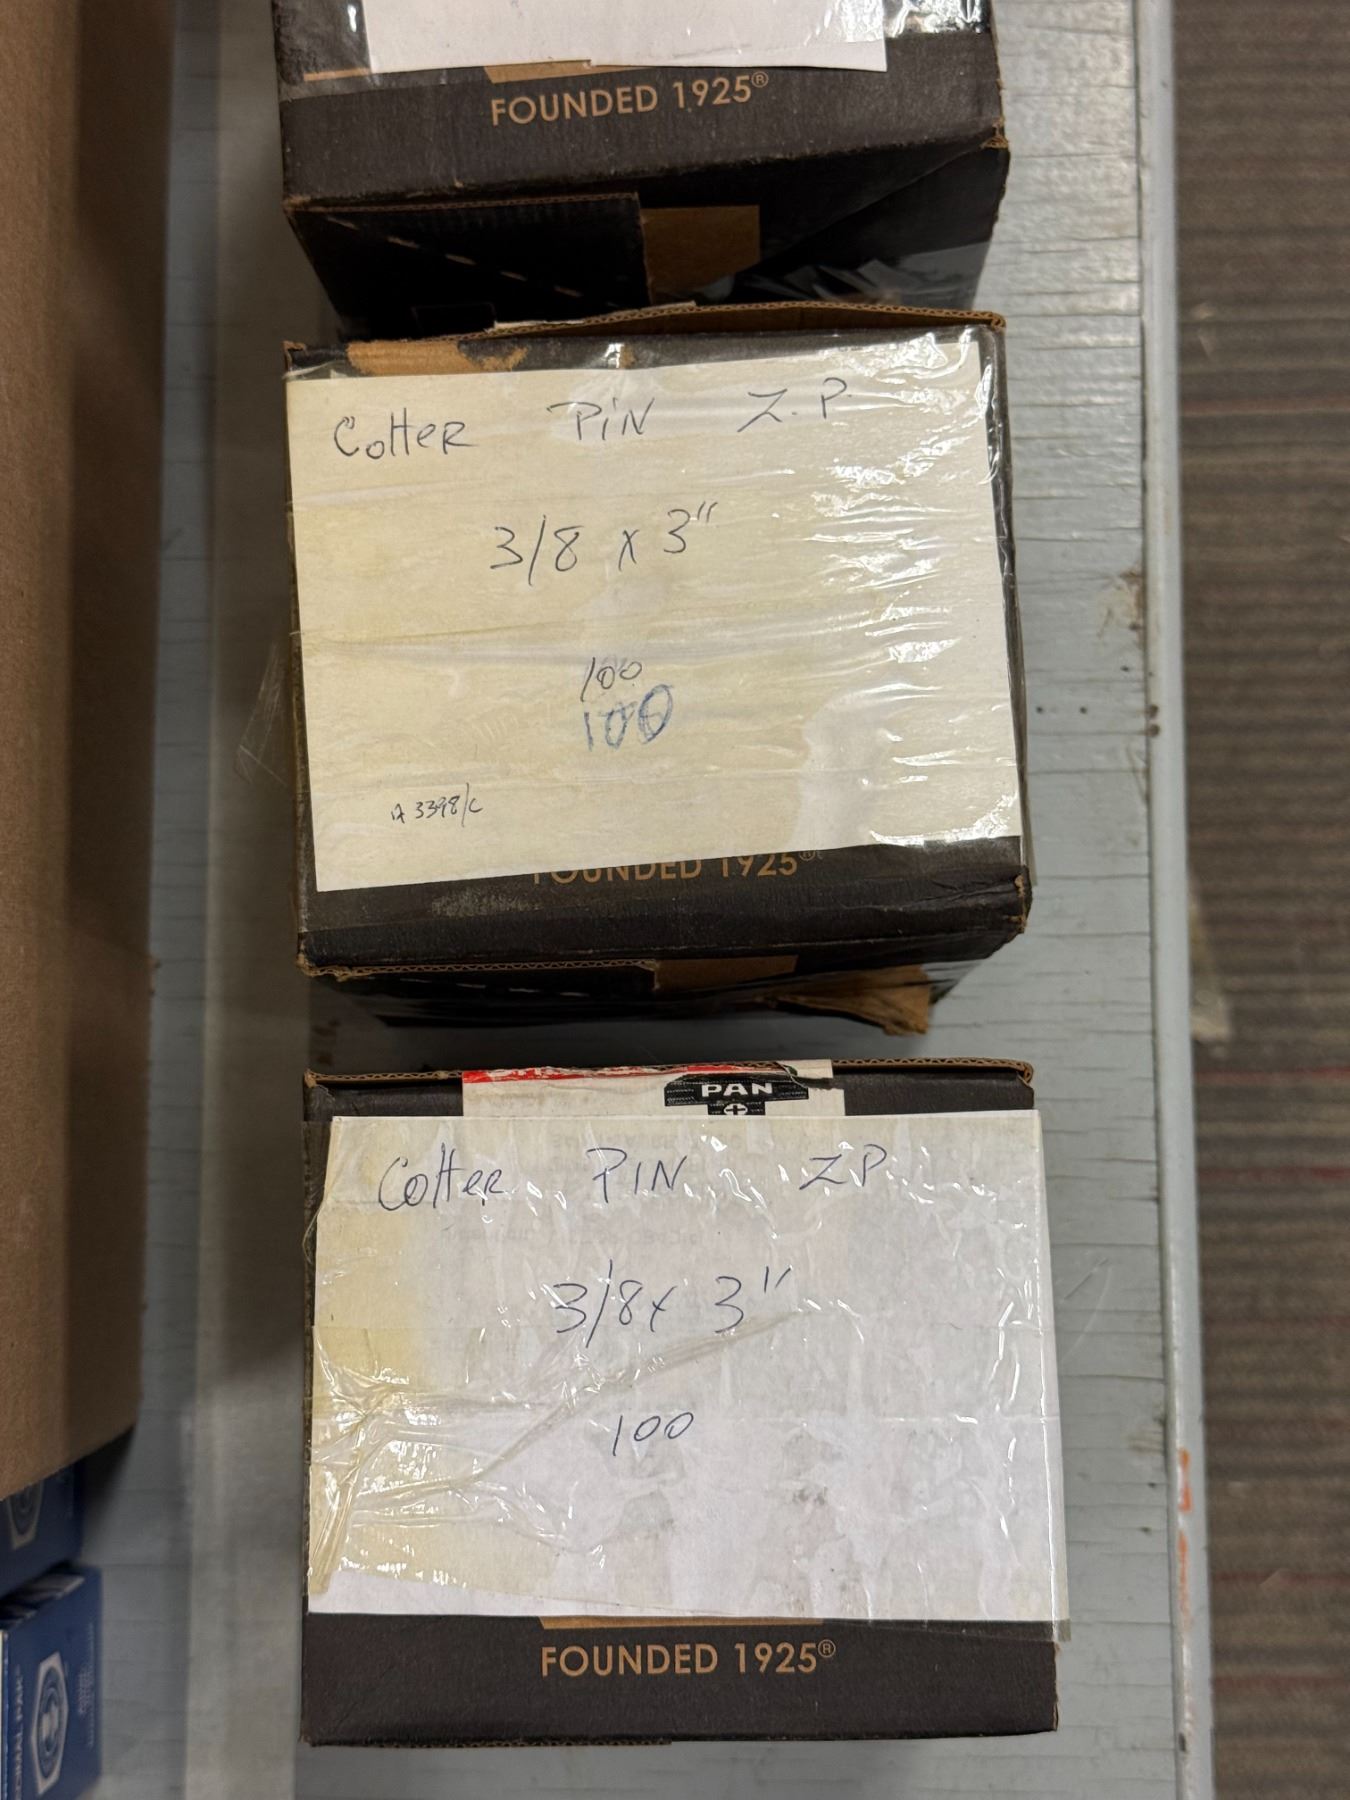 FOUNDED 1925®
Cotter PiN Z.P.
3/8 x 3"
100
100
A3398/C
FOUNDED 1925®
PAN
Cotter PIN ZP
3/8x 3"
100
FOUNDED 1925®